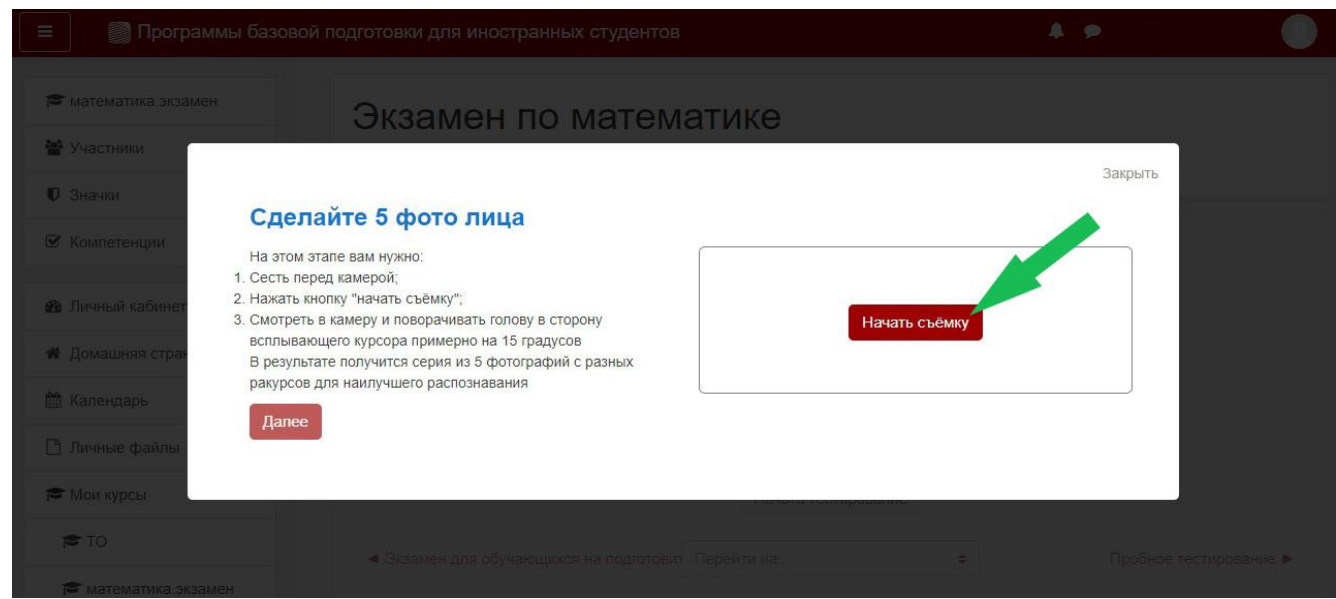 Программы базовой подготовки для иностранных студентов
математика.экзамен
Экзамен по математике
Участники
Закрыть
Значки
Сделайте 5 фото лица
Компетенции
На этом этапе вам нужно:
1. Сесть перед камерой;
2. Нажать кнопку "начать съёмку";
3. Смотреть в камеру и поворачивать голову в сторону
всплывающего курсора примерно на 15 градусов
В результате получится серия из 5 фотографий с разных
ракурсов для наилучшего распознавания
Начать съёмку
Далее
Личный кабинет
Домашняя стран
Календарь
Личные файлы
Мои курсы
ТО
◄ Экзамен для обучающихся на подготовит
Перейти на...
Пробное тестирование ►
математика.экзамен